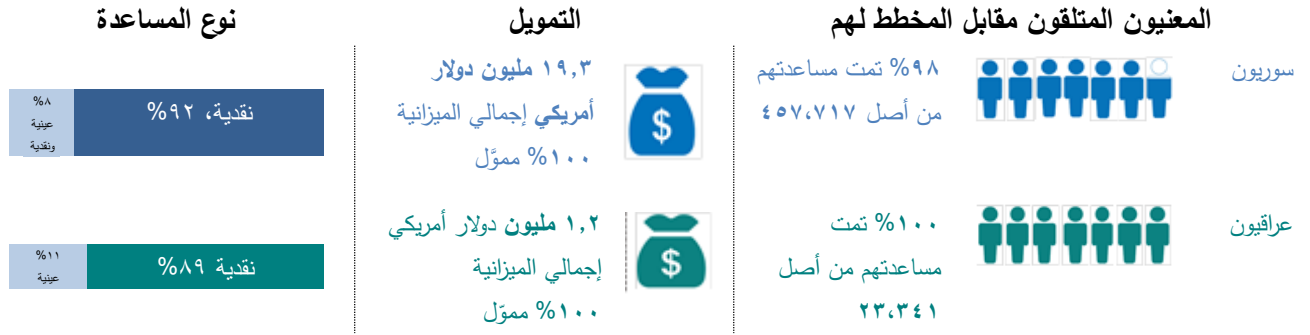 المعنيون المتلقون مقابل المخطط لهم
سوريون
%٩٨ تمت مساعدتهم
من أصل ٤٥٧،٧١٧
عراقيون
%١٠٠ تمت
مساعدتهم من أصل
٢٣،٣٤١
التمويل
١٩,٣ مليون دولار
أمريكي إجمالي الميزانية
%١٠٠ مموَّل
$
١,٢ مليون دولار أمريكي
إجمالي الميزانية
%١٠٠ مموّل
$
نوع المساعدة
نقدية، ٩٢%
%٨
عينية
ونقدية
نقدية ٨٩%
%١١
عينية